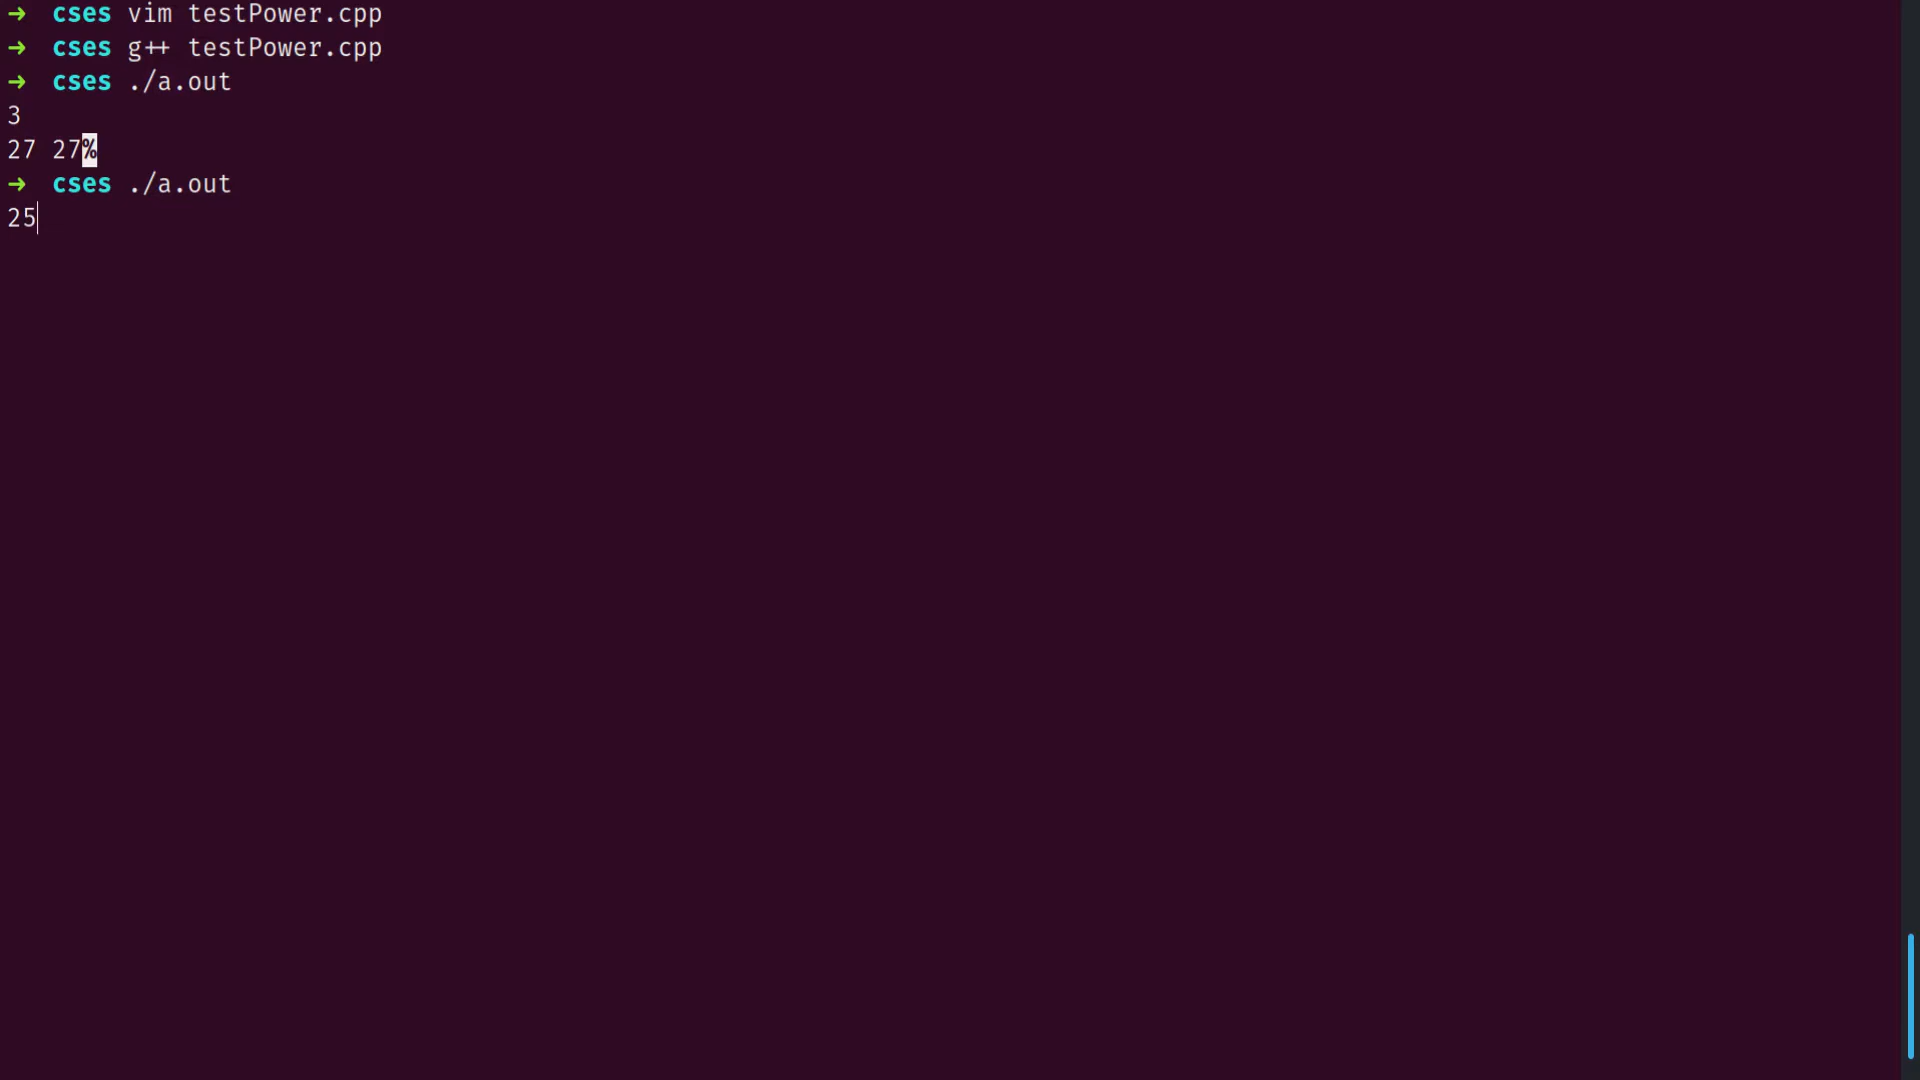 ➜ cses vim testPower.cpp
➜ cses g++ testPower.cpp
➜ cses ./a.out
3
27 27%
➜ cses ./a.out
25